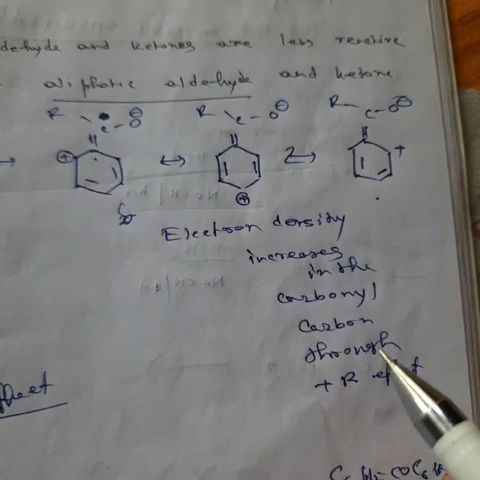 dehyde and ketones are less reactive
aliphatic aldehyde and ketone
R - C - O⊖ R - C - O⊖ R - C - O⊖
⊕ ↔ ⊕ ↔ +
Electron density
increases
in the
carbonyl
carbon
through
+ R effect
ffect